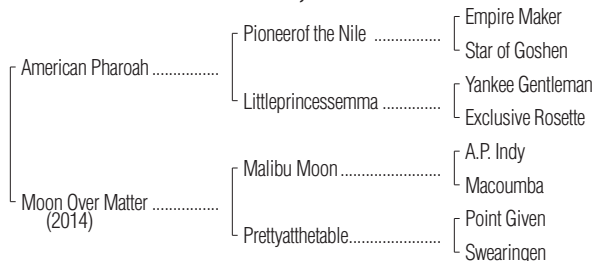 Empire Maker
Pioneerof the Nile ................
Star of Goshen
American Pharoah ................
Yankee Gentleman
Littleprincessemma ..............
Exclusive Rosette
A.P. Indy
Malibu Moon ........................
Macoumba
Moon Over Matter ................
(2014)
Point Given
Prettyatthetable......................
Swearingen